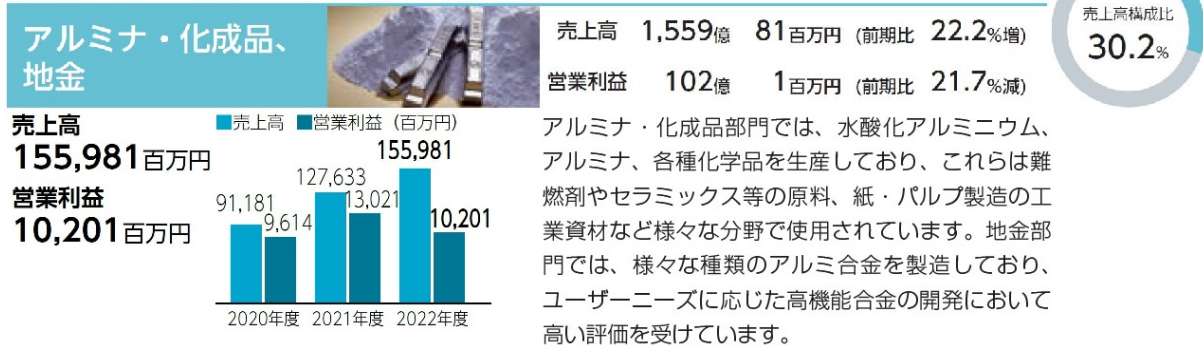 アルミナ・化成品、
地金
売上高 1,559億 81百万円 (前期比 22.2%増)
営業利益 102億 1百万円 (前期比 21.7%減)
売上高構成比
30.2%
売上高
155,981百万円
営業利益
10,201百万円
売上高 営業利益 (百万円)
91,181
9,614
127,633
13,021
155,981
10,201
2020年度 2021年度 2022年度
アルミナ・化成品部門では、水酸化アルミニウム、
アルミナ、各種化学品を生産しており、これらは難
燃剤やセラミックス等の原料、紙・パルプ製造の工
業資材など様々な分野で使用されています。地金部
門では、様々な種類のアルミ合金を製造しており、
ユーザーニーズに応じた高機能合金の開発において
高い評価を受けています。